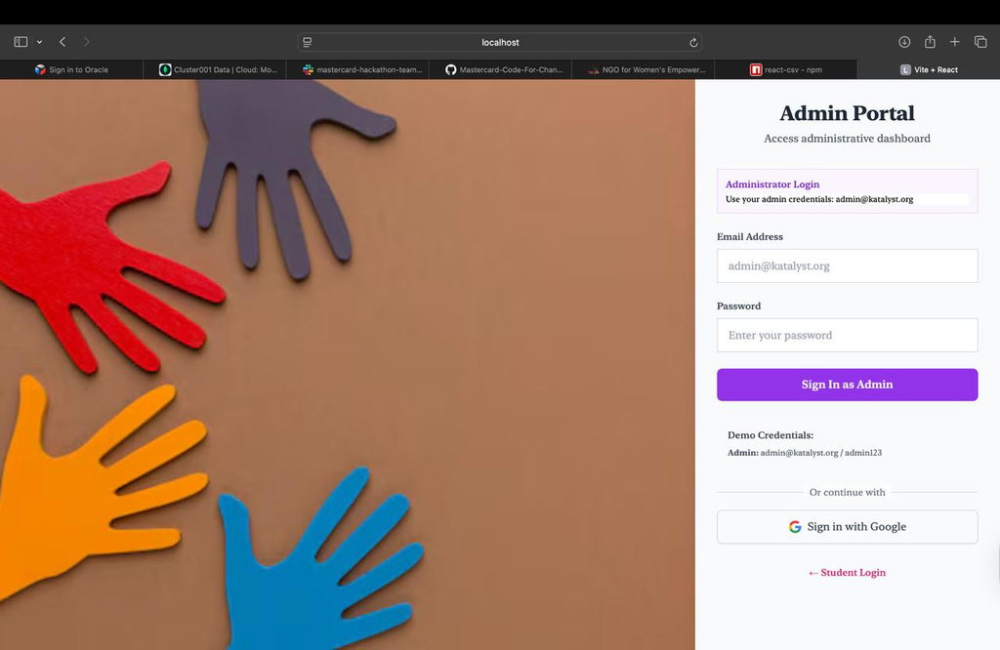 localhost
Sign in to Oracle
Cluster001 Data | Cloud: Mo...
mastercard-hackathon-team...
Mastercard-Code-For-Chan...
NGO for Women's Empower...
react-csv - npm
L Vite + React
Admin Portal
Access administrative dashboard
Administrator Login
Use your admin credentials: admin@katalyst.org
Email Address
admin@katalyst.org
Password
Enter your password
Sign In as Admin
Demo Credentials:
Admin: admin@katalyst.org / admin123
Or continue with
Sign in with Google
← Student Login